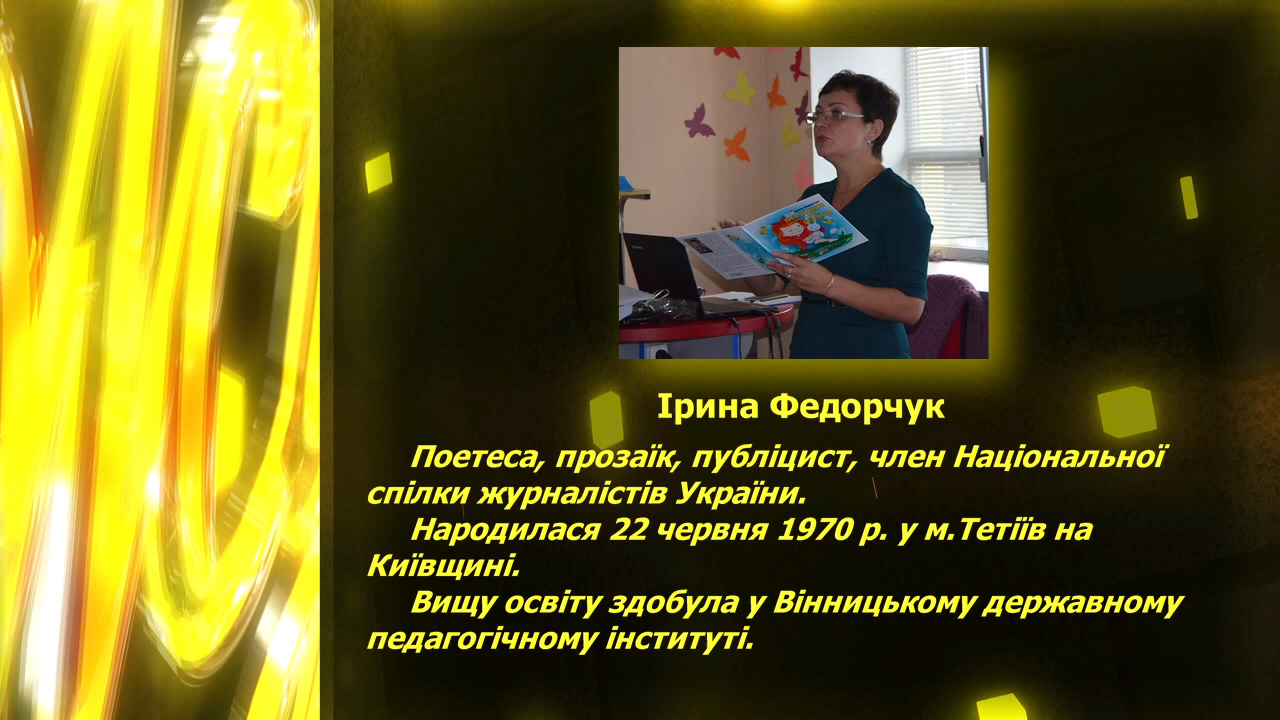 Ірина Федорчук
Поетеса, прозаїк, публіцист, член Національної
спілки журналістів України.
Народилася 22 червня 1970 р. у м.Тетіїв на
Київщині.
Вищу освіту здобула у Вінницькому державному
педагогічному інституті.